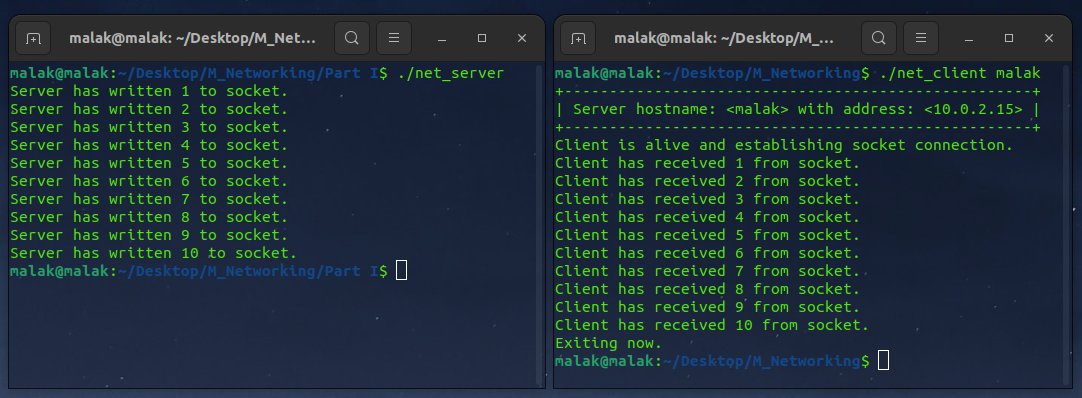 malak@malak: ~/Desktop/M_Net...
malak@malak:~/Desktop/M_Networking/Part I$ ./net_server
Server has written 1 to socket.
Server has written 2 to socket.
Server has written 3 to socket.
Server has written 4 to socket.
Server has written 5 to socket.
Server has written 6 to socket.
Server has written 7 to socket.
Server has written 8 to socket.
Server has written 9 to socket.
Server has written 10 to socket.
malak@malak:~/Desktop/M_Networking/Part I$
malak@malak: ~/Desktop/M_...
malak@malak:~/Desktop/M_Networking$ ./net_client malak
+----------------------------------------------------+
| Server hostname: <malak> with address: <10.0.2.15> |
+----------------------------------------------------+
Client is alive and establishing socket connection.
Client has received 1 from socket.
Client has received 2 from socket.
Client has received 3 from socket.
Client has received 4 from socket.
Client has received 5 from socket.
Client has received 6 from socket.
Client has received 7 from socket.
Client has received 8 from socket.
Client has received 9 from socket.
Client has received 10 from socket.
Exiting now.
malak@malak:~/Desktop/M_Networking$